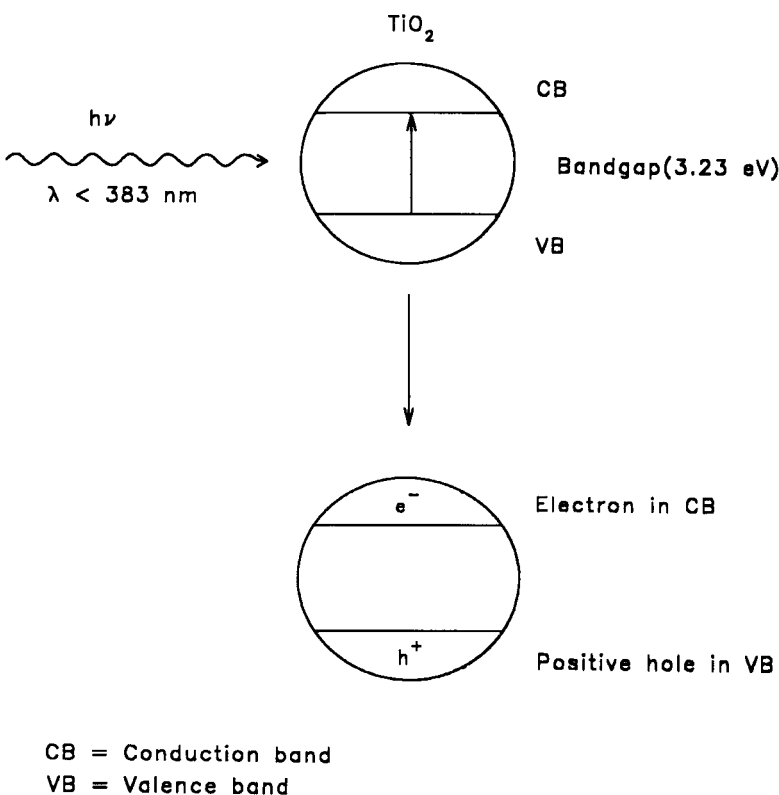 TiO₂
CB
hν
Bandgap(3.23 eV)
λ < 383 nm
VB
e⁻
Electron in CB
h⁺
Positive hole in VB
CB = Conduction band
VB = Valence band